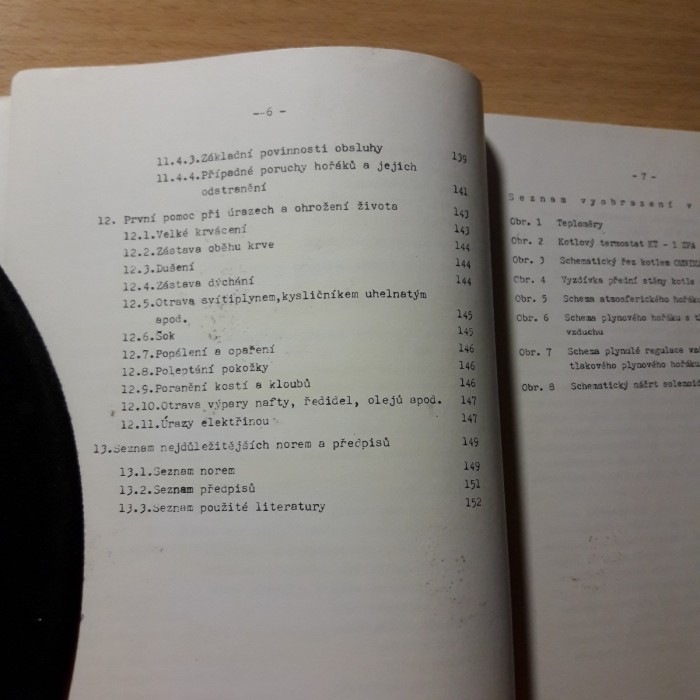 --6 -
11.4.3.Základní povinnosti obsluhy 139
11.4.4.Případné poruchy hořáků a jejich
odstranění 141
12. První pomoc při úrazech a ohrožení života 143
12.1.Velké krvácení 143
12.2.Zástava oběhu krve 144
12.3.Dušení 144
12.4.Zástava dýchání 144
12.5.Otrava svítiplynem,kysličníkem uhelnatým
apod. 145
12.6.Šok 145
12.7.Popálení a opaření 146
12.8.Poleptání pokožky 146
12.9.Poranění kostí a kloubů 146
12.10.Otrava výpary nafty, ředidel, olejů apod. 147
12.11.Úrazy elektřinou 147
13.Seznam nejdůležitějších norem a předpisů 149
13.1.Seznam norem 149
13.2.Seznam předpisů 151
13.3.Seznam použité literatury 152
- 7 -
Seznam vyobrazení v
Obr. 1 Teploměry
Obr. 2 Kotlový termostat KT - 1 ZPA
Obr. 3 Schematický řez kotlem
Obr. 4 Vyzdívka přední stěny kotle
Obr. 5 Schema atmosferického hořáku
Obr. 6 Schema plynového hořáku s
vzduchu
Obr. 7 Schema plynulé regulace
tlakového plynového hořáku
Obr. 8 Schematický náčrt